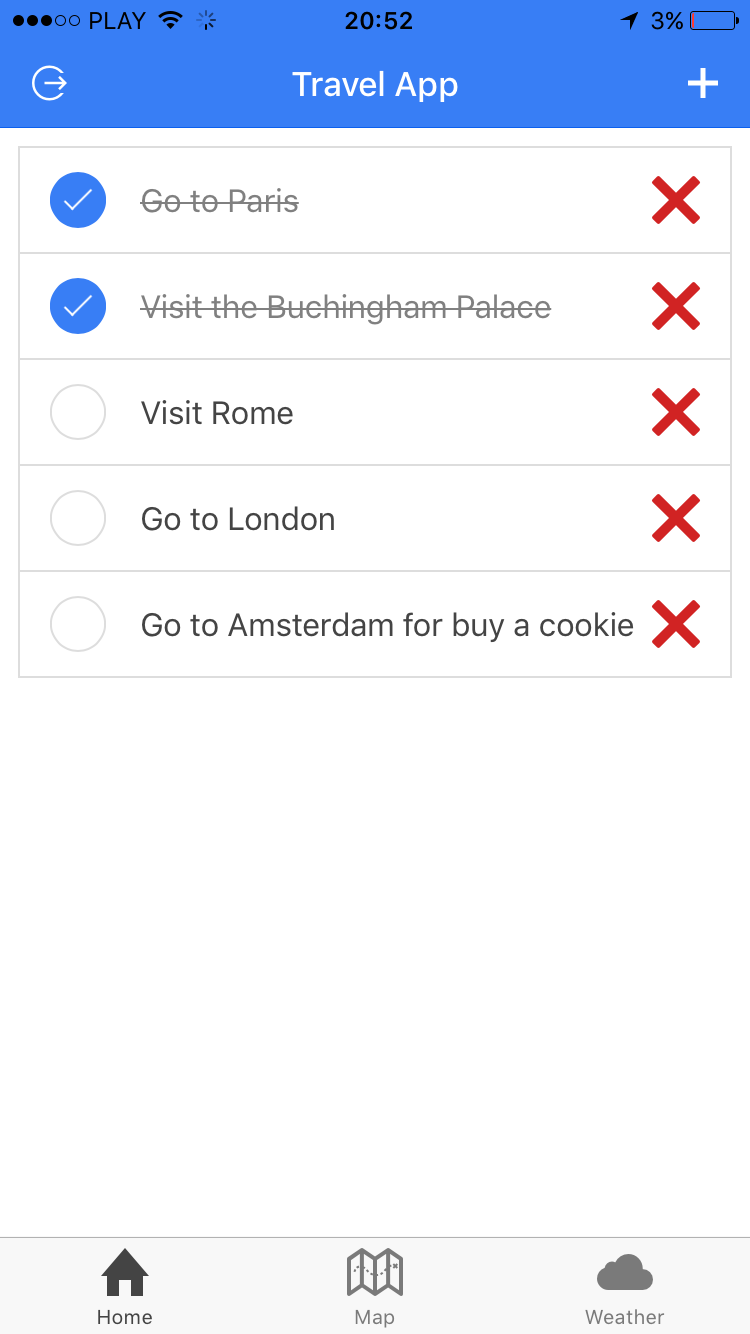 PLAY 20:52 3%
Travel App
Go to Paris
Visit the Buchingham Palace
Visit Rome
Go to London
Go to Amsterdam for buy a cookie
Home Map Weather